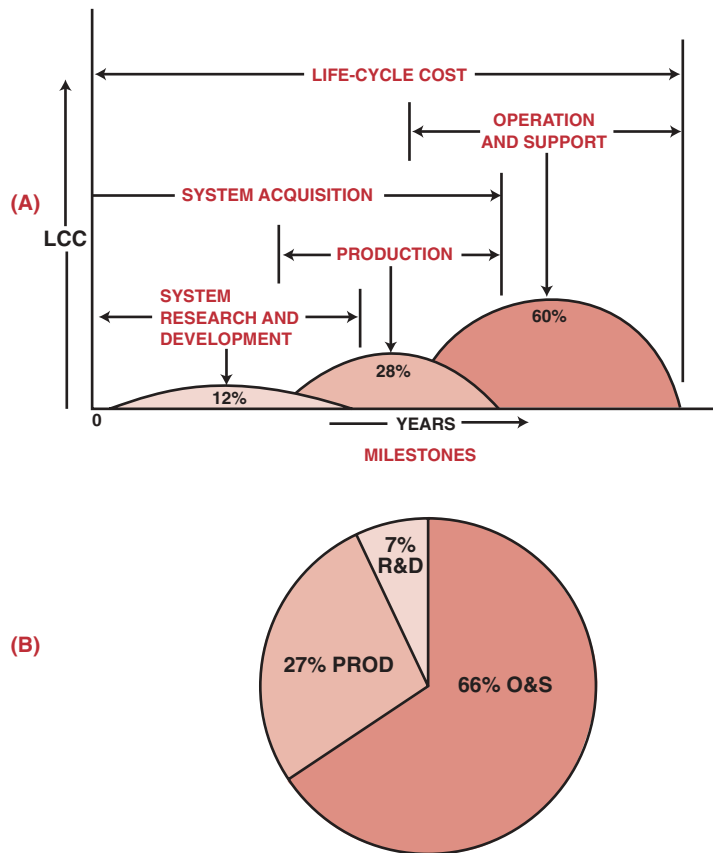 LIFE-CYCLE COST
OPERATION
AND SUPPORT
(A)
SYSTEM ACQUISITION
LCC
PRODUCTION
SYSTEM
RESEARCH AND
DEVELOPMENT
60%
28%
12%
0
YEARS
MILESTONES
7%
R&D
(B)
27% PROD
66% O&S